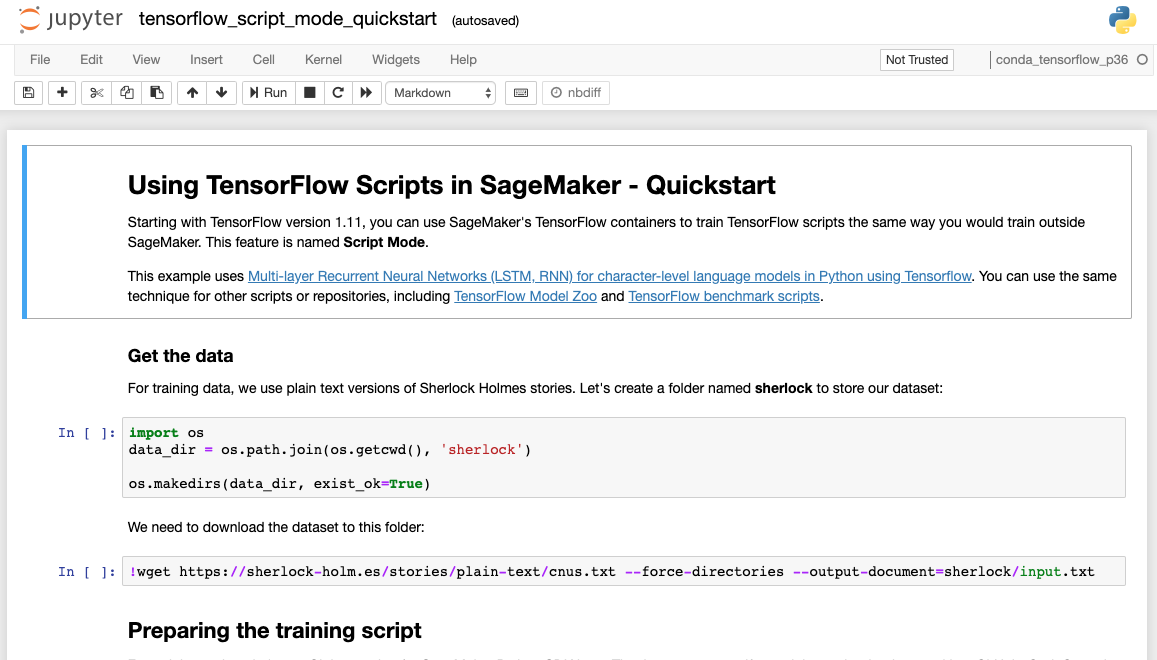 jupyter tensorflow_script_mode_quickstart (autosaved)
File Edit View Insert Cell Kernel Widgets Help Not Trusted conda_tensorflow_p36
Run Markdown nbdiff
Using TensorFlow Scripts in SageMaker - Quickstart
Starting with TensorFlow version 1.11, you can use SageMaker's TensorFlow containers to train TensorFlow scripts the same way you would train outside
SageMaker. This feature is named Script Mode.
This example uses Multi-layer Recurrent Neural Networks (LSTM, RNN) for character-level language models in Python using Tensorflow. You can use the same
technique for other scripts or repositories, including TensorFlow Model Zoo and TensorFlow benchmark scripts.
Get the data
For training data, we use plain text versions of Sherlock Holmes stories. Let's create a folder named sherlock to store our dataset:
In [ ]: import os
data_dir = os.path.join(os.getcwd(), 'sherlock')
os.makedirs(data_dir, exist_ok=True)
We need to download the dataset to this folder:
In [ ]: !wget https://sherlock-holm.es/stories/plain-text/cnus.txt --force-directories --output-document=sherlock/input.txt
Preparing the training script